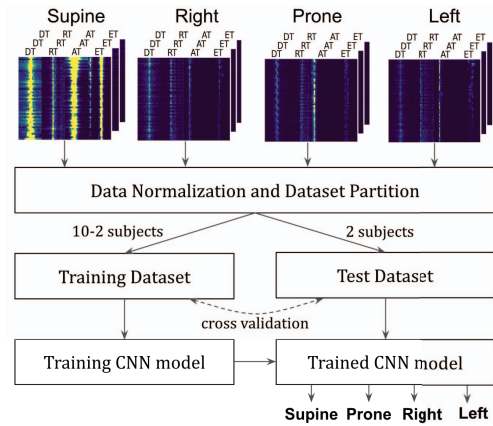 Supine Right Prone Left
DT RT AT ET DT RT AT ET DT RT AT ET DT RT AT ET
DT RT AT ET DT RT AT ET DT RT AT ET DT RT AT ET
DT RT AT ET DT RT AT ET DT RT AT ET DT RT AT ET
Data Normalization and Dataset Partition
10-2 subjects 2 subjects
Training Dataset Test Dataset
cross validation
Training CNN model Trained CNN model
Supine Prone Right Left